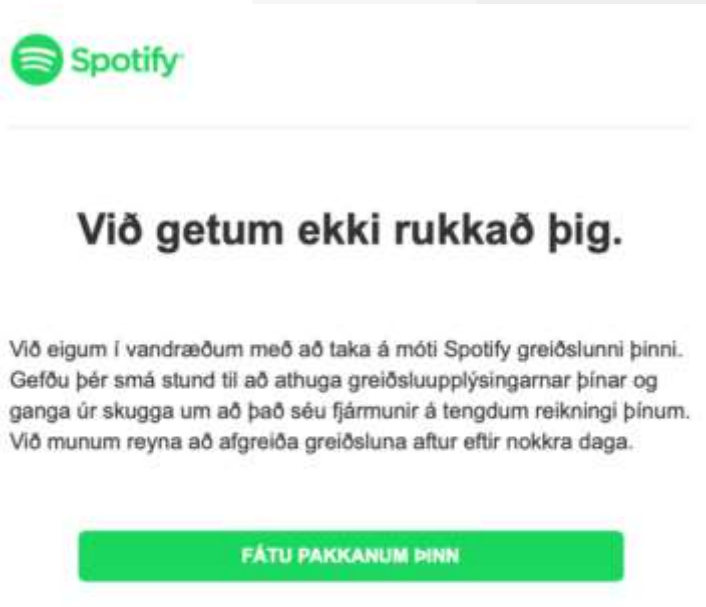 Spotify
Við getum ekki rukkað þig.
Við eigum í vandræðum með að taka á móti Spotify greiðslunni þinni.
Gefðu þér smá stund til að athuga greiðsluupplýsingarnar þínar og
ganga úr skugga um að það séu fjármunir á tengdum reikningi þínum.
Við munum reyna að afgreiða greiðsluna aftur eftir nokkra daga.
FÁTU PAKKANUM ÞINN